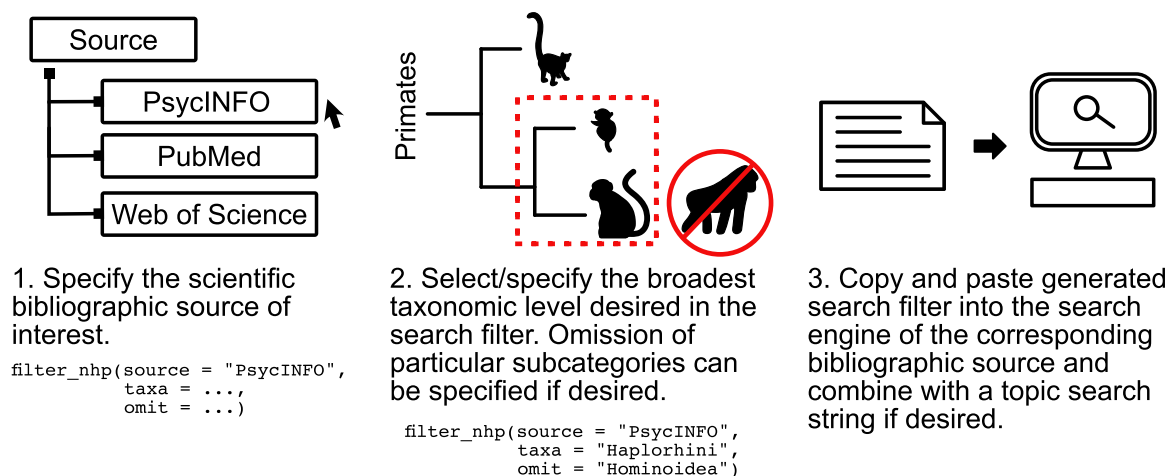 Source
PsycINFO
PubMed
Web of Science
1. Specify the scientific
bibliographic source of
interest.
filter_nhp(source = "PsycINFO",
taxa = ...,
omit = ...)
Primates
2. Select/specify the broadest
taxonomic level desired in the
search filter. Omission of
particular subcategories can
be specified if desired.
filter_nhp(source = "PsycINFO",
taxa = "Haplorhini",
omit = "Hominoidea")
3. Copy and paste generated
search filter into the search
engine of the corresponding
bibliographic source and
combine with a topic search
string if desired.